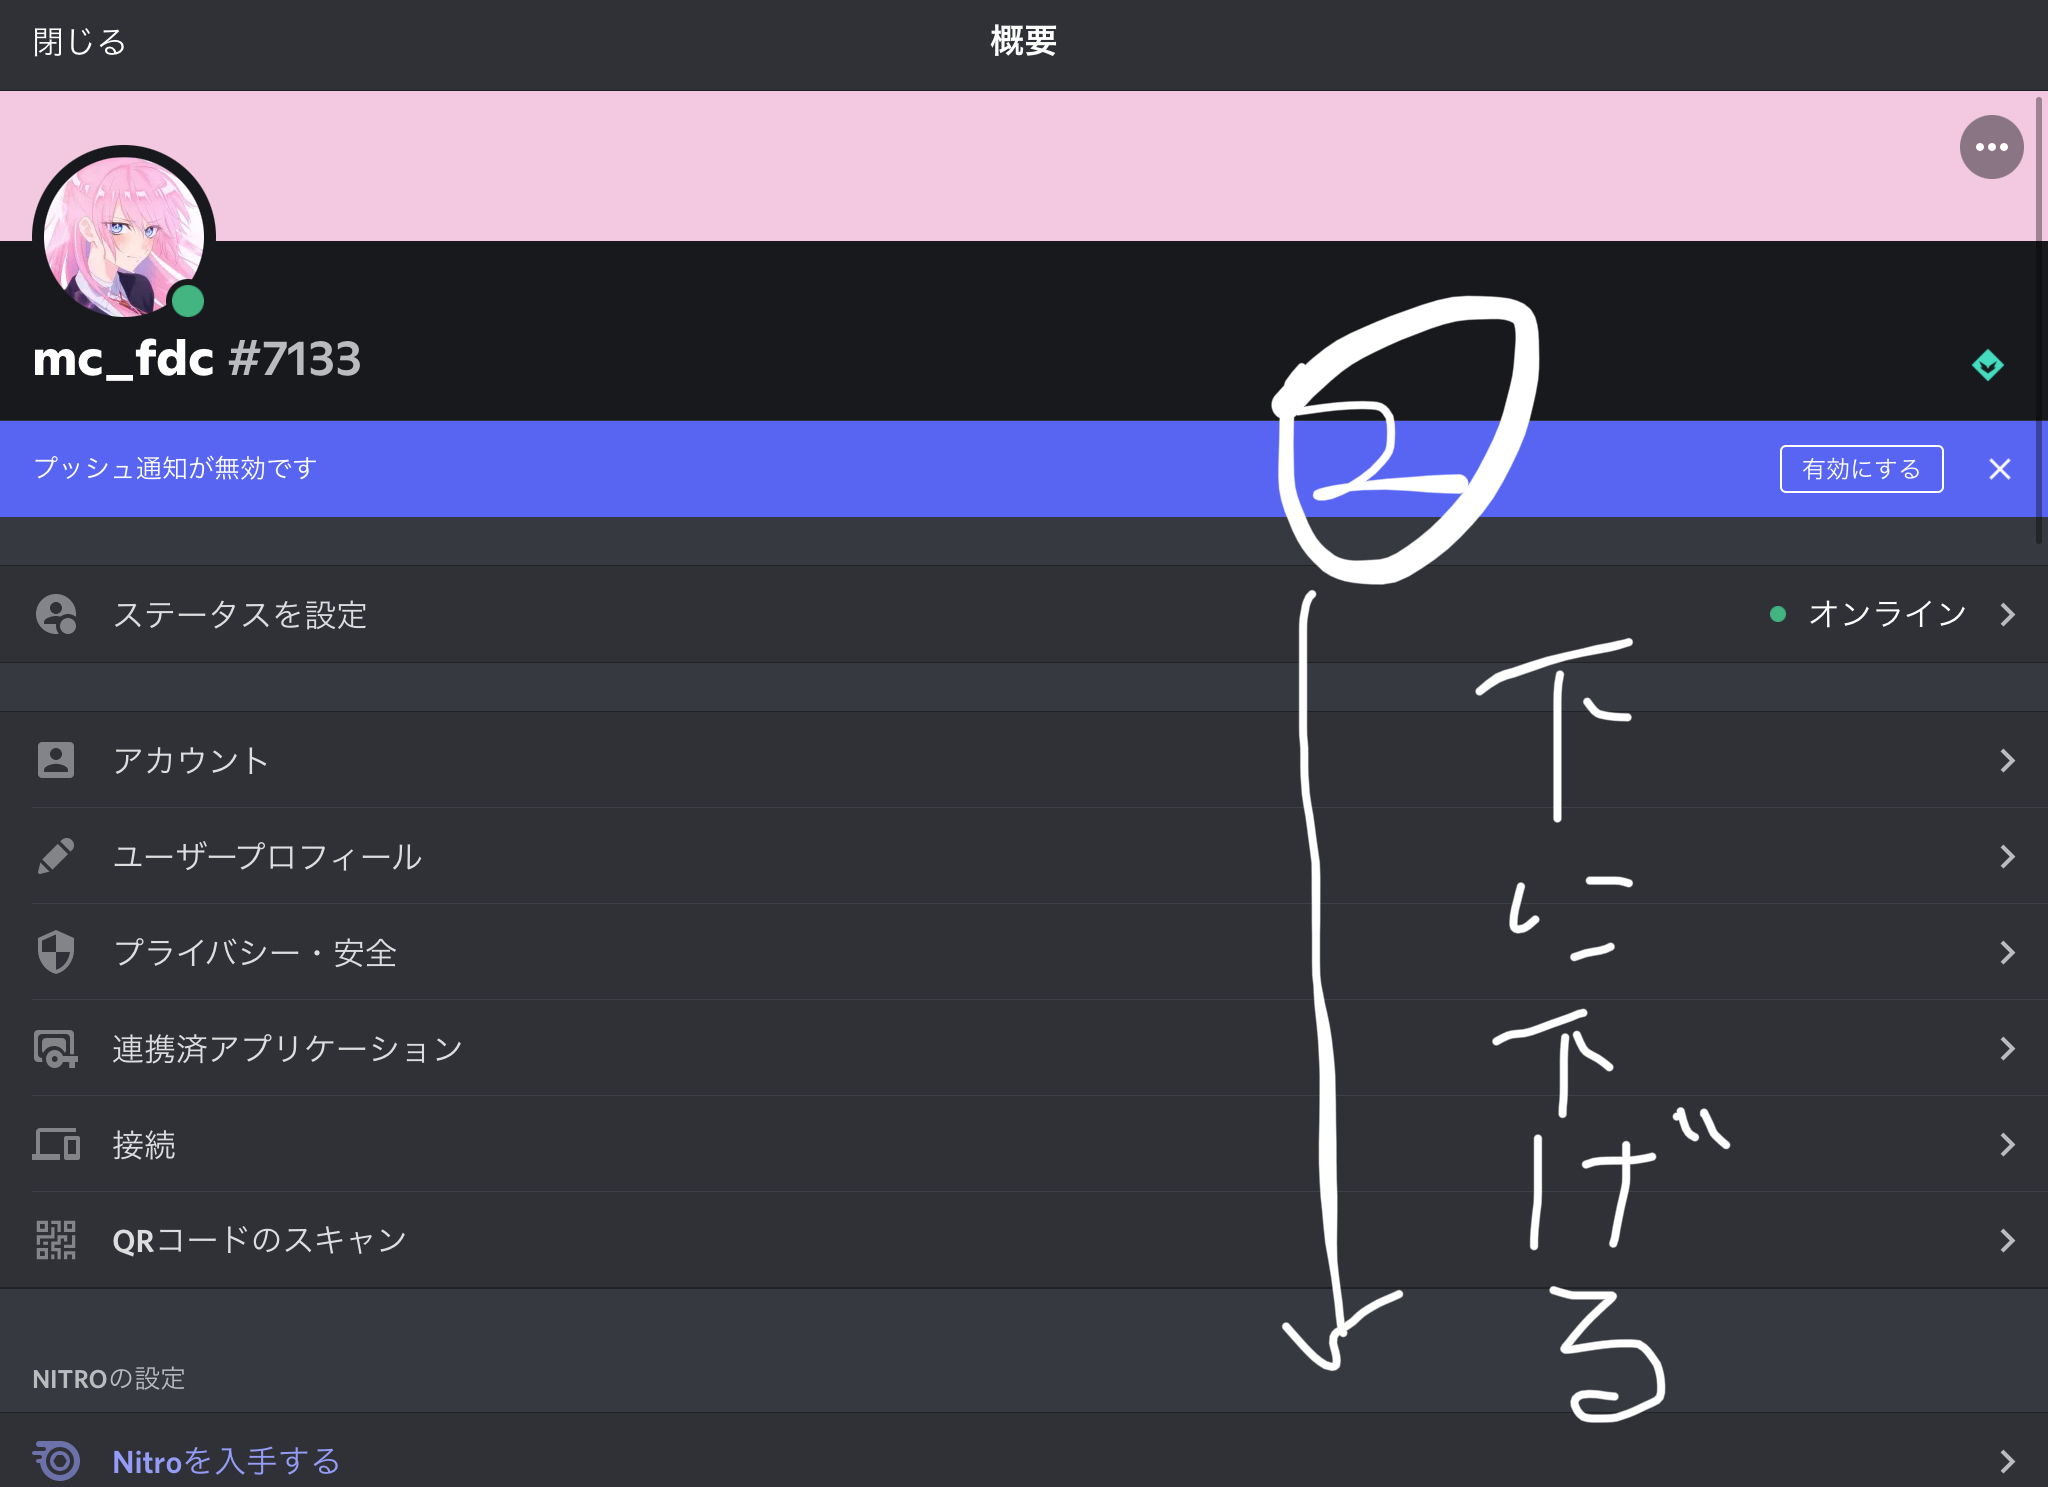 閉じる
概要
mc_fdc #7133
プッシュ通知が無効です
有効にする
②
ステータスを設定
オンライン
下に下げる
アカウント
ユーザープロフィール
プライバシー・安全
連携済アプリケーション
接続
QRコードのスキャン
NITROの設定
Nitroを入手する